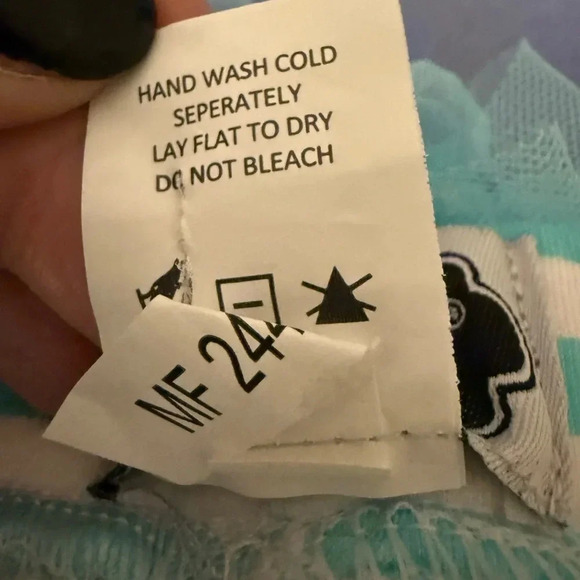 HAND WASH COLD
SEPERATELY
LAY FLAT TO DRY
DO NOT BLEACH
MF 24